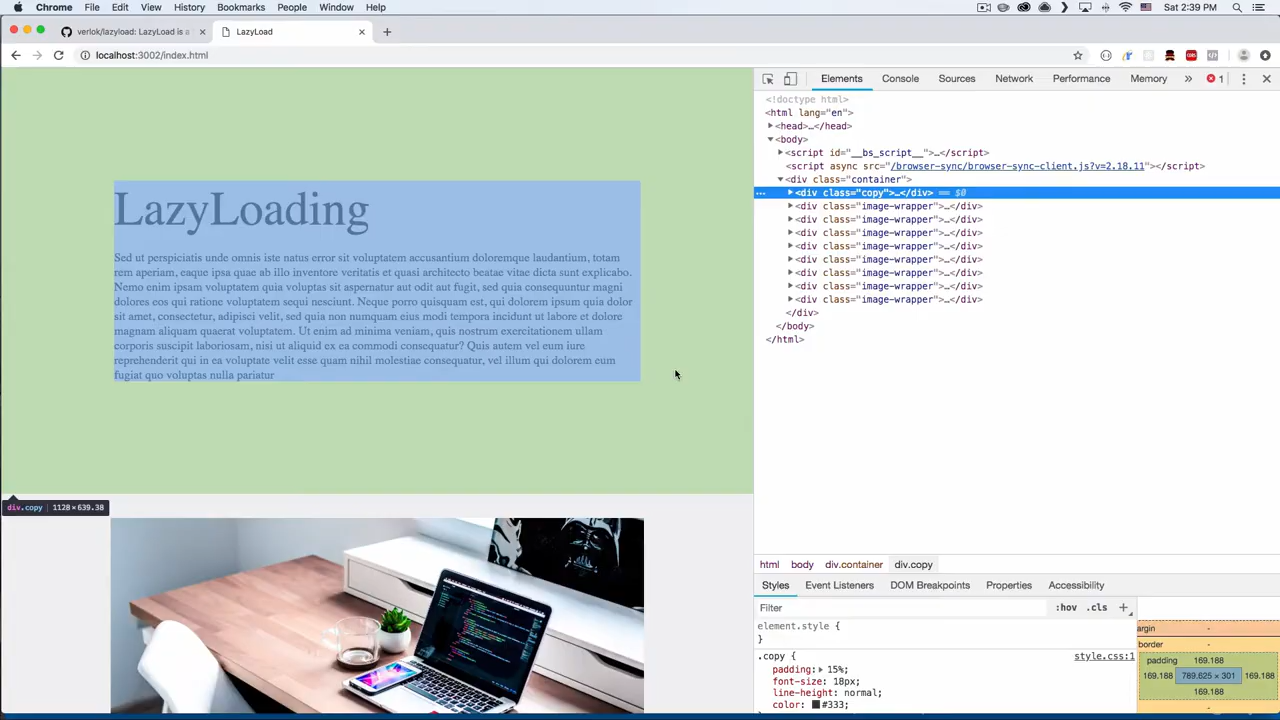 Chrome File Edit View History Bookmarks People Window Help Sat 2:39 PM
verlok/lazyload: LazyLoad is a LazyLoad
localhost:3002/index.html
LazyLoading
Sed ut perspiciatis unde omnis iste natus error sit voluptatem accusantium doloremque laudantium, totam
rem aperiam, eaque ipsa quae ab illo inventore veritatis et quasi architecto beatae vitae dicta sunt explicabo.
Nemo enim ipsam voluptatem quia voluptas sit aspernatur aut odit aut fugit, sed quia consequuntur magni
dolores eos qui ratione voluptatem sequi nesciunt. Neque porro quisquam est, qui dolorem ipsum quia dolor
sit amet, consectetur, adipisci velit, sed quia non numquam eius modi tempora incidunt ut labore et dolore
magnam aliquam quaerat voluptatem. Ut enim ad minima veniam, quis nostrum exercitationem ullam
corporis suscipit laboriosam, nisi ut aliquid ex ea commodi consequatur? Quis autem vel eum iure
reprehenderit qui in ea voluptate velit esse quam nihil molestiae consequatur, vel illum qui dolorem eum
fugiat quo voluptas nulla pariatur
div.copy | 1128×639.38
Elements Console Sources Network Performance Memory » 1
<!doctype html>
<html lang="en">
<head>…</head>
<body>
<script id="__bs_script__">…</script>
<script async src="/browser-sync/browser-sync-client.js?v=2.18.11"></script>
<div class="container">
<div class="copy">…</div> == $0
<div class="image-wrapper">…</div>
<div class="image-wrapper">…</div>
<div class="image-wrapper">…</div>
<div class="image-wrapper">…</div>
<div class="image-wrapper">…</div>
<div class="image-wrapper">…</div>
<div class="image-wrapper">…</div>
<div class="image-wrapper">…</div>
</div>
</body>
</html>
html body div.container div.copy
Styles Event Listeners DOM Breakpoints Properties Accessibility
Filter :hov .cls +
element.style {
}
.copy { style.css:1
padding: 15%;
font-size: 18px;
line-height: normal;
color: #333;
argin -
border -
padding 169.188
169.188 789.625 × 301 169.188
169.188
-